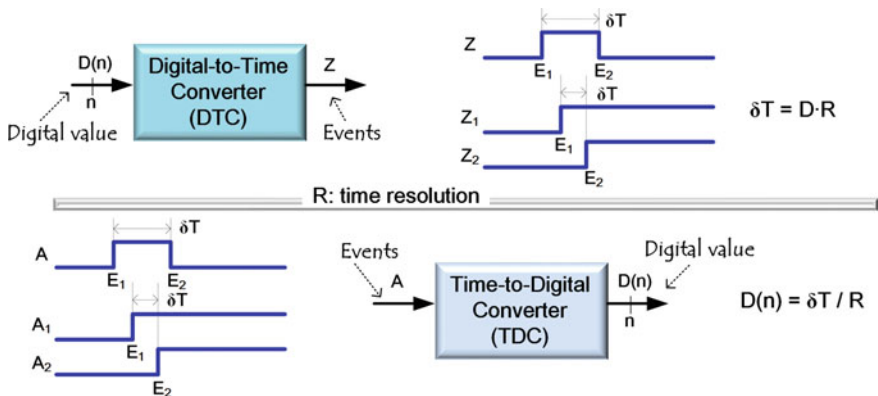 D(n)
n
Digital value
Digital-to-Time
Converter
(DTC)
Z
Events
δT
Z
E1
E2
δT
Z1
E1
Z2
E2
δT = D·R
R: time resolution
δT
A
E1
E2
δT
A1
E1
A2
E2
Events
A
Time-to-Digital
Converter
(TDC)
D(n)
n
Digital value
D(n) = δT / R